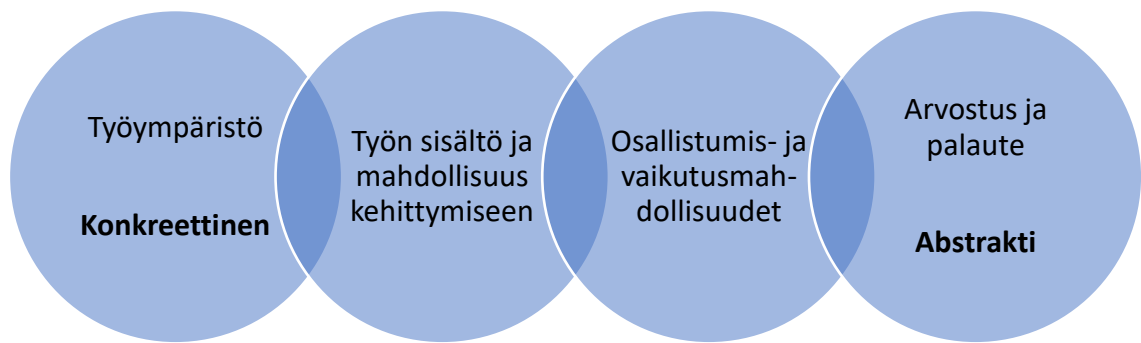 Työympäristö
Konkreettinen
Työn sisältö ja
mahdollisuus
kehittymiseen
Osallistumis- ja
vaikutusmah-
dollisuudet
Arvostus ja
palaute
Abstrakti